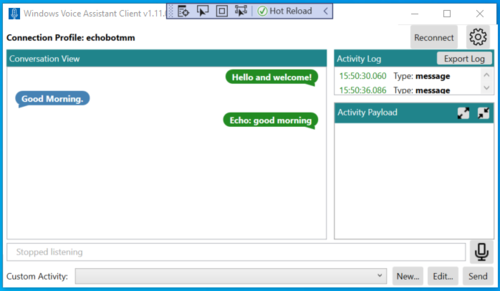 Windows Voice Assistant Client v1.11.
Hot Reload
Connection Profile: echobotmm
Reconnect
Conversation View
Hello and welcome!
Good Morning.
Echo: good morning
Activity Log
Export Log
15:50:30.060 Type: message
15:50:36.086 Type: message
Activity Payload
Stopped listening
Custom Activity:
New...
Edit...
Send